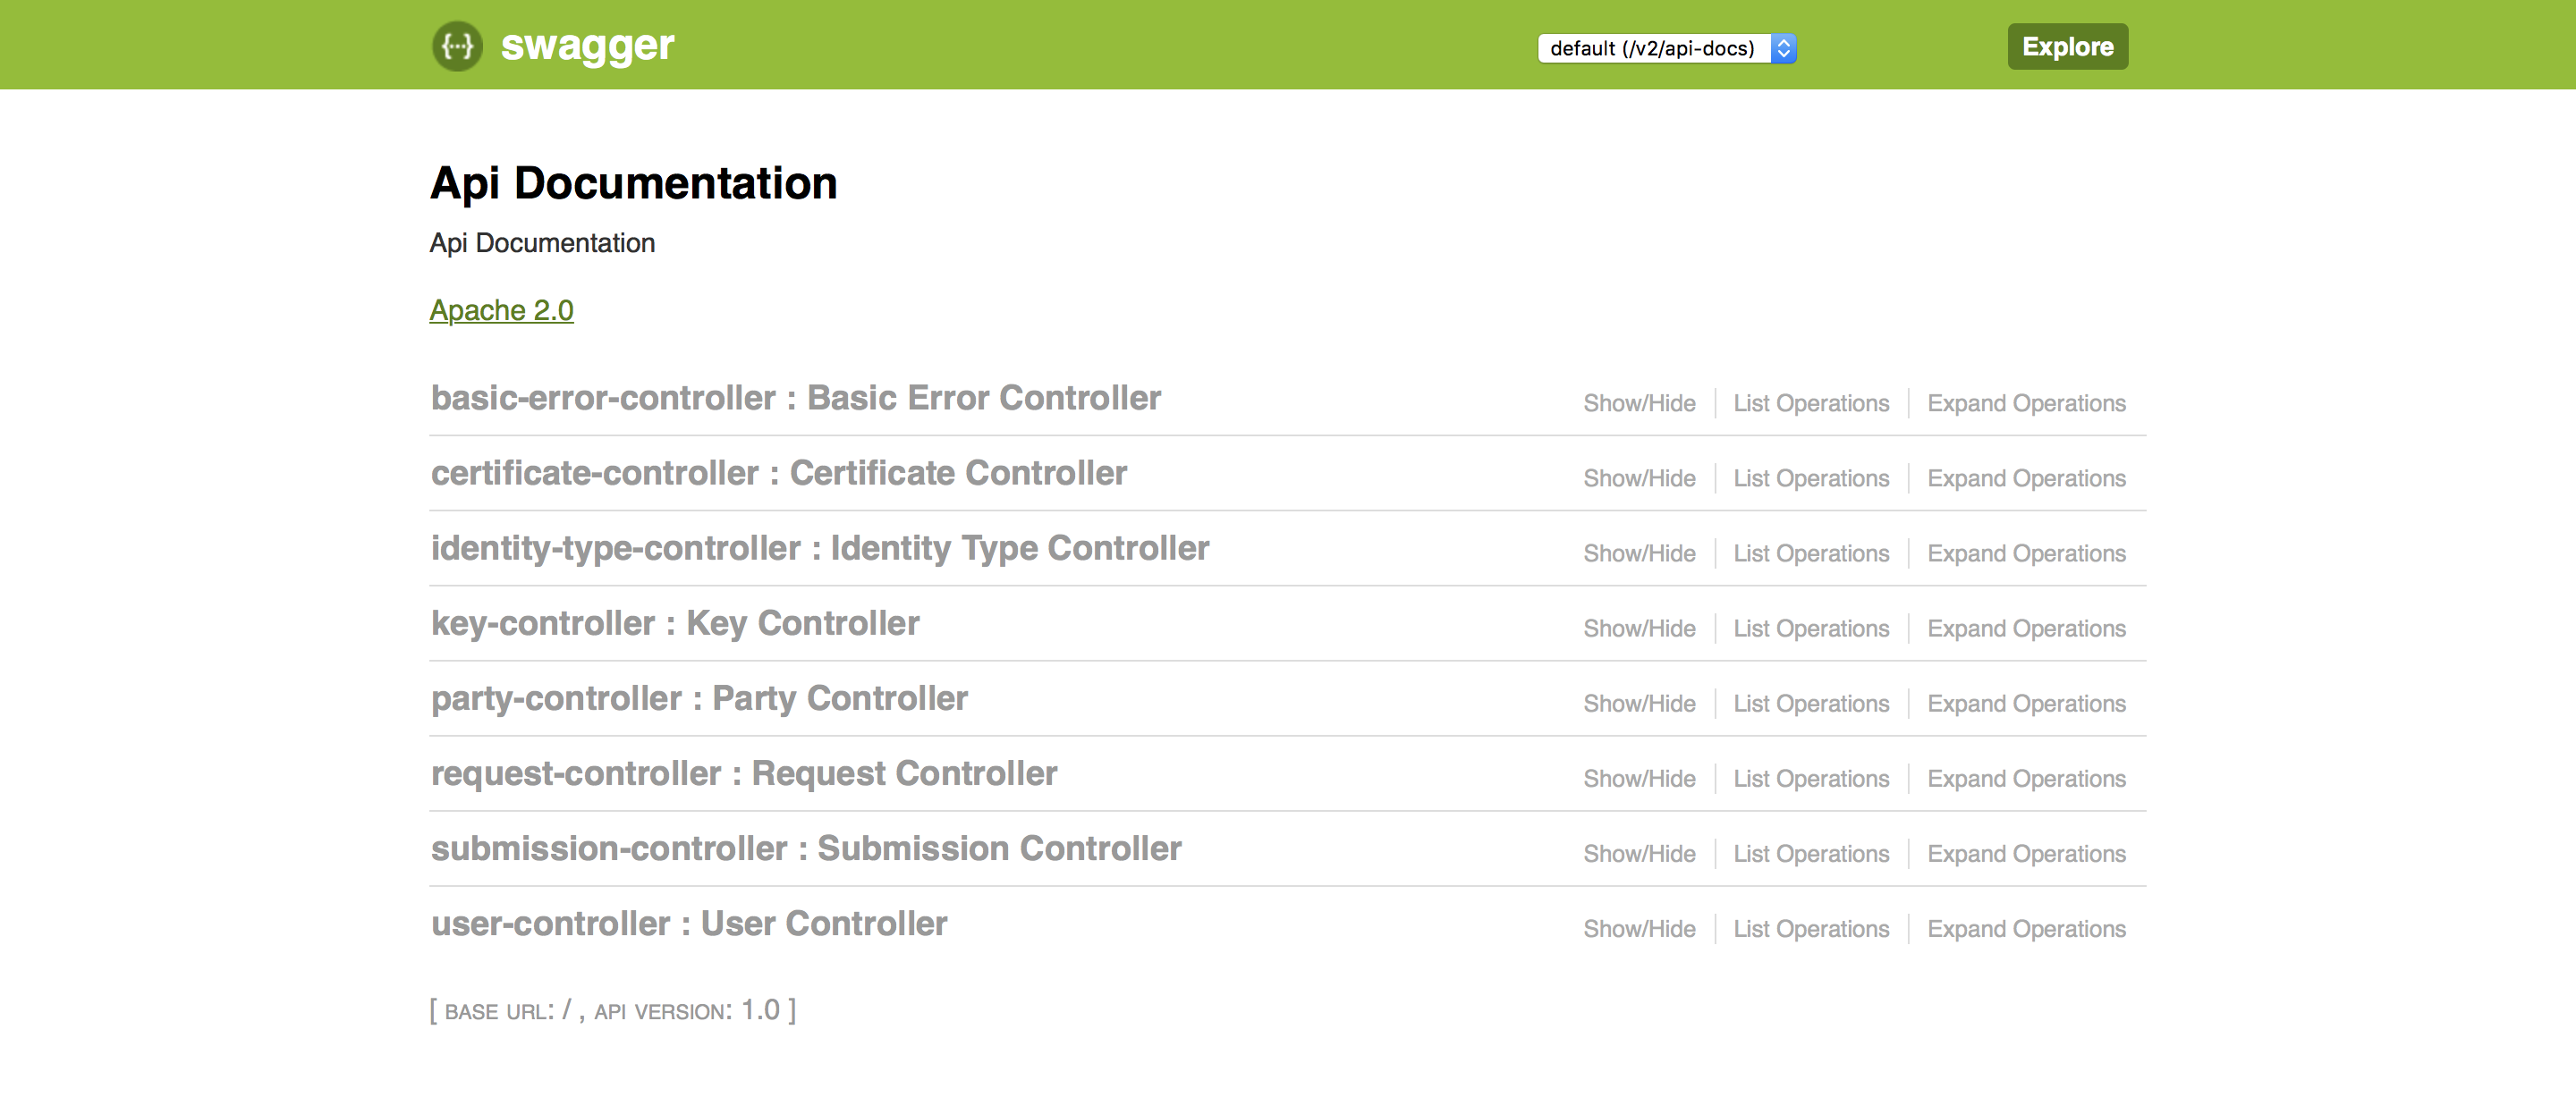 {···} swagger default (/v2/api-docs) Explore
Api Documentation
Api Documentation
Apache 2.0
basic-error-controller : Basic Error Controller Show/Hide List Operations Expand Operations
certificate-controller : Certificate Controller Show/Hide List Operations Expand Operations
identity-type-controller : Identity Type Controller Show/Hide List Operations Expand Operations
key-controller : Key Controller Show/Hide List Operations Expand Operations
party-controller : Party Controller Show/Hide List Operations Expand Operations
request-controller : Request Controller Show/Hide List Operations Expand Operations
submission-controller : Submission Controller Show/Hide List Operations Expand Operations
user-controller : User Controller Show/Hide List Operations Expand Operations
[ BASE URL: / , API VERSION: 1.0 ]